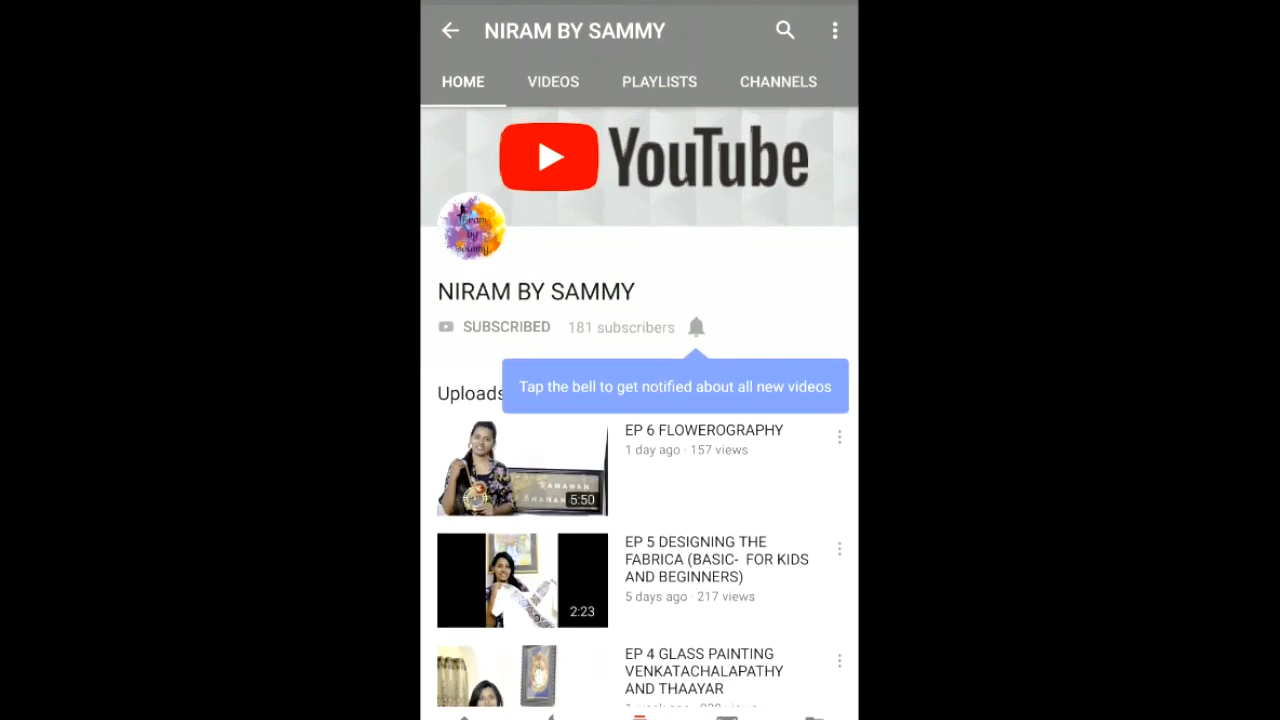 NIRAM BY SAMMY
HOME VIDEOS PLAYLISTS CHANNELS
YouTube
by
NIRAM BY SAMMY
SUBSCRIBED 181 subscribers
Tap the bell to get notified about all new videos
Uploads
EP 6 FLOWEROGRAPHY
1 day ago · 157 views
RAMANAN
5:50
EP 5 DESIGNING THE
FABRICA (BASIC- FOR KIDS
AND BEGINNERS)
5 days ago · 217 views
2:23
EP 4 GLASS PAINTING
VENKATACHALAPATHY
AND THAAYAR